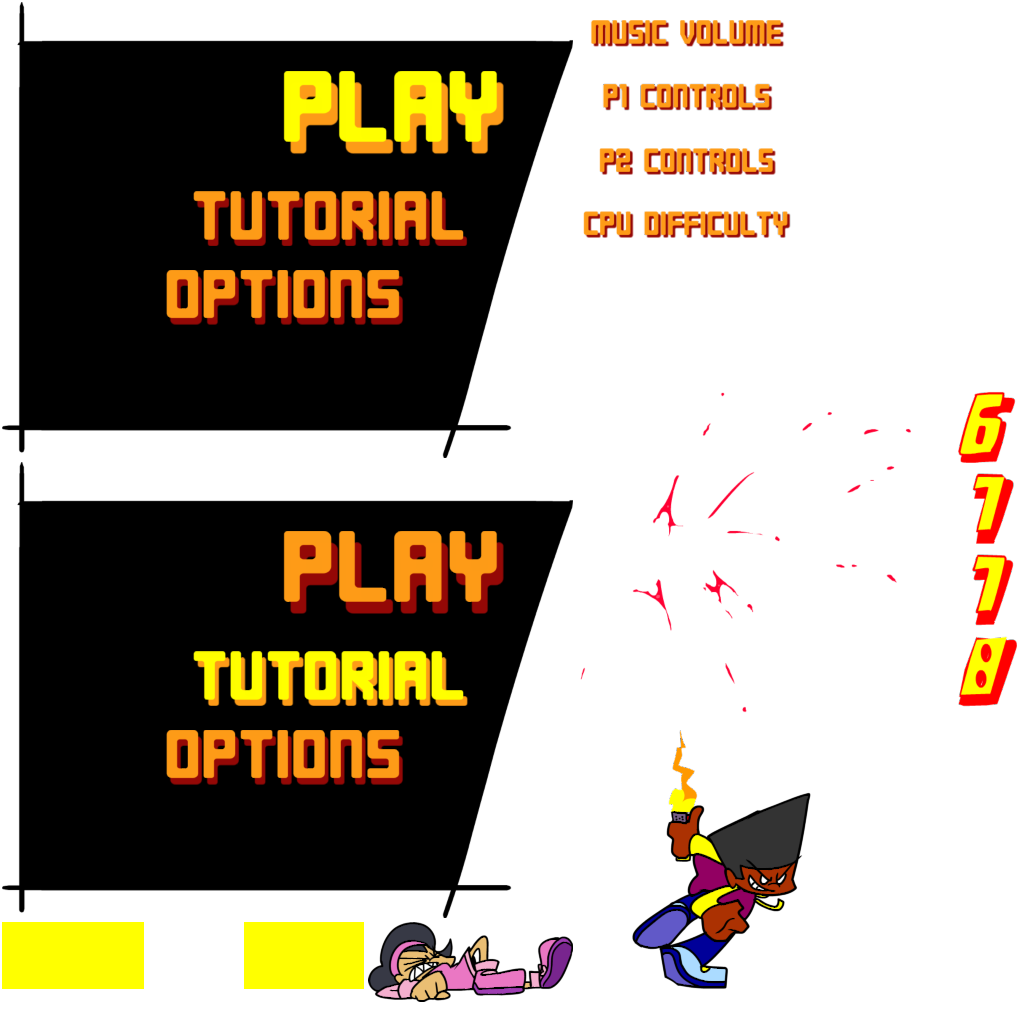 PLAY
TUTORIAL
OPTIONS
MUSIC VOLUME
P1 CONTROLS
P2 CONTROLS
CPU DIFFICULTY
6
7
7
8
PLAY
TUTORIAL
OPTIONS